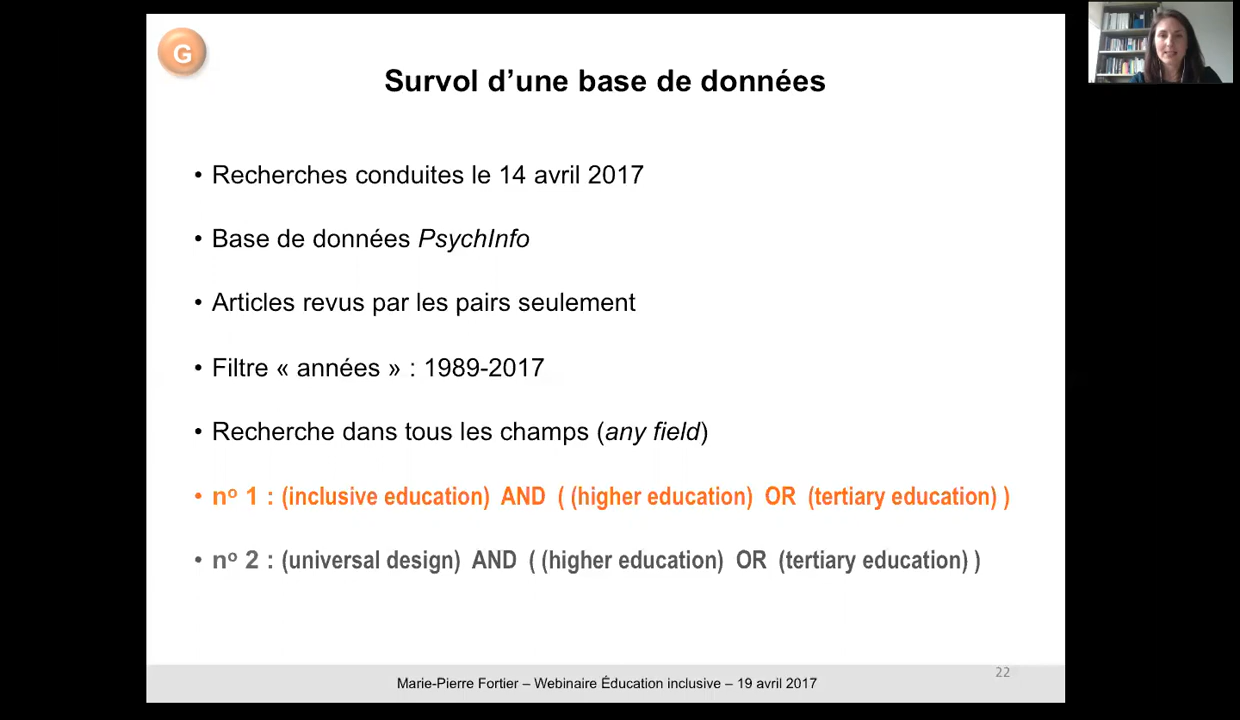 G
Survol d’une base de données
• Recherches conduites le 14 avril 2017
• Base de données PsychInfo
• Articles revus par les pairs seulement
• Filtre « années » : 1989-2017
• Recherche dans tous les champs (any field)
• nº 1 : (inclusive education) AND ( (higher education) OR (tertiary education) )
• nº 2 : (universal design) AND ( (higher education) OR (tertiary education) )
22
Marie-Pierre Fortier – Webinaire Éducation inclusive – 19 avril 2017